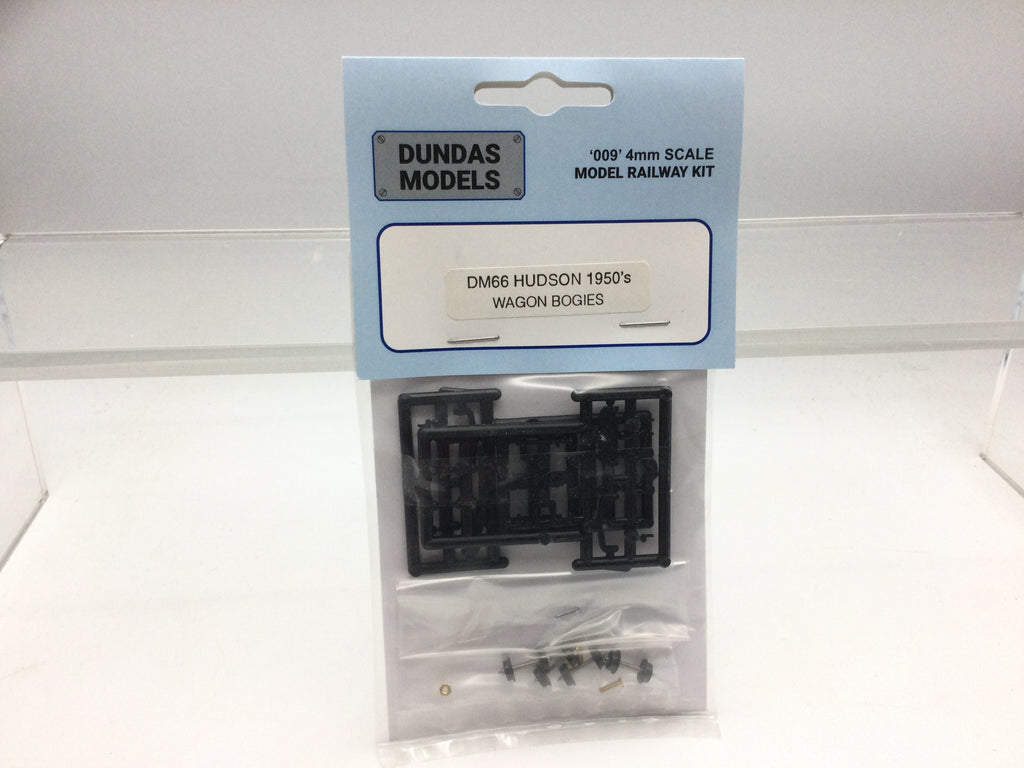 DUNDAS
MODELS
'009' 4mm SCALE
MODEL RAILWAY KIT
DM66 HUDSON 1950's
WAGON BOGIES